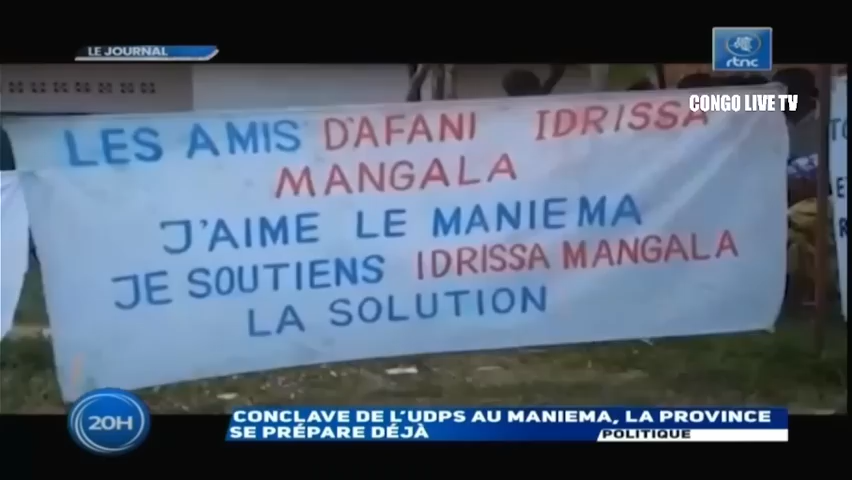 LE JOURNAL
rtnc
CONGO LIVE TV
LES AMIS D'AFANI IDRISSA
MANGALA
J'AIME LE MANIEMA
JE SOUTIENS IDRISSA MANGALA
LA SOLUTION
20H
CONCLAVE DE L'UDPS AU MANIEMA, LA PROVINCE
SE PRÉPARE DÉJÀ
POLITIQUE